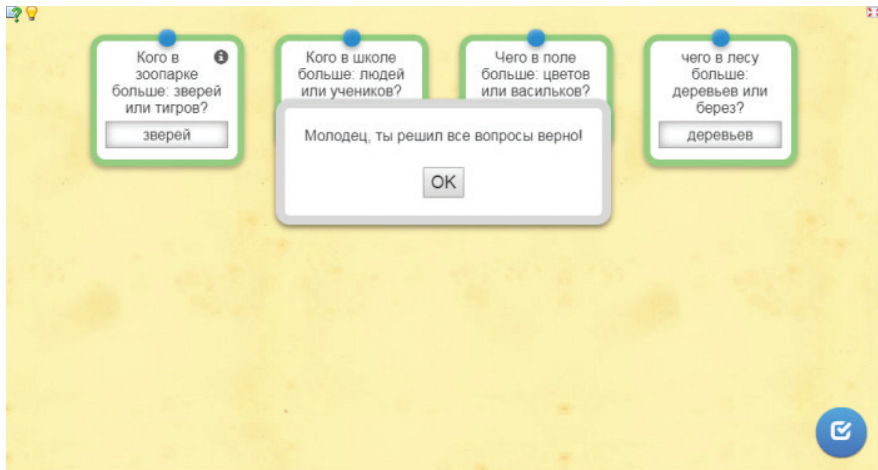 Кого в
зоопарке
больше: зверей
или тигров?
зверей
Кого в школе
больше: людей
или учеников?
Чего в поле
больше: цветов
или васильков?
чего в лесу
больше:
деревьев или
берез?
деревьев
Молодец, ты решил все вопросы верно!
OK